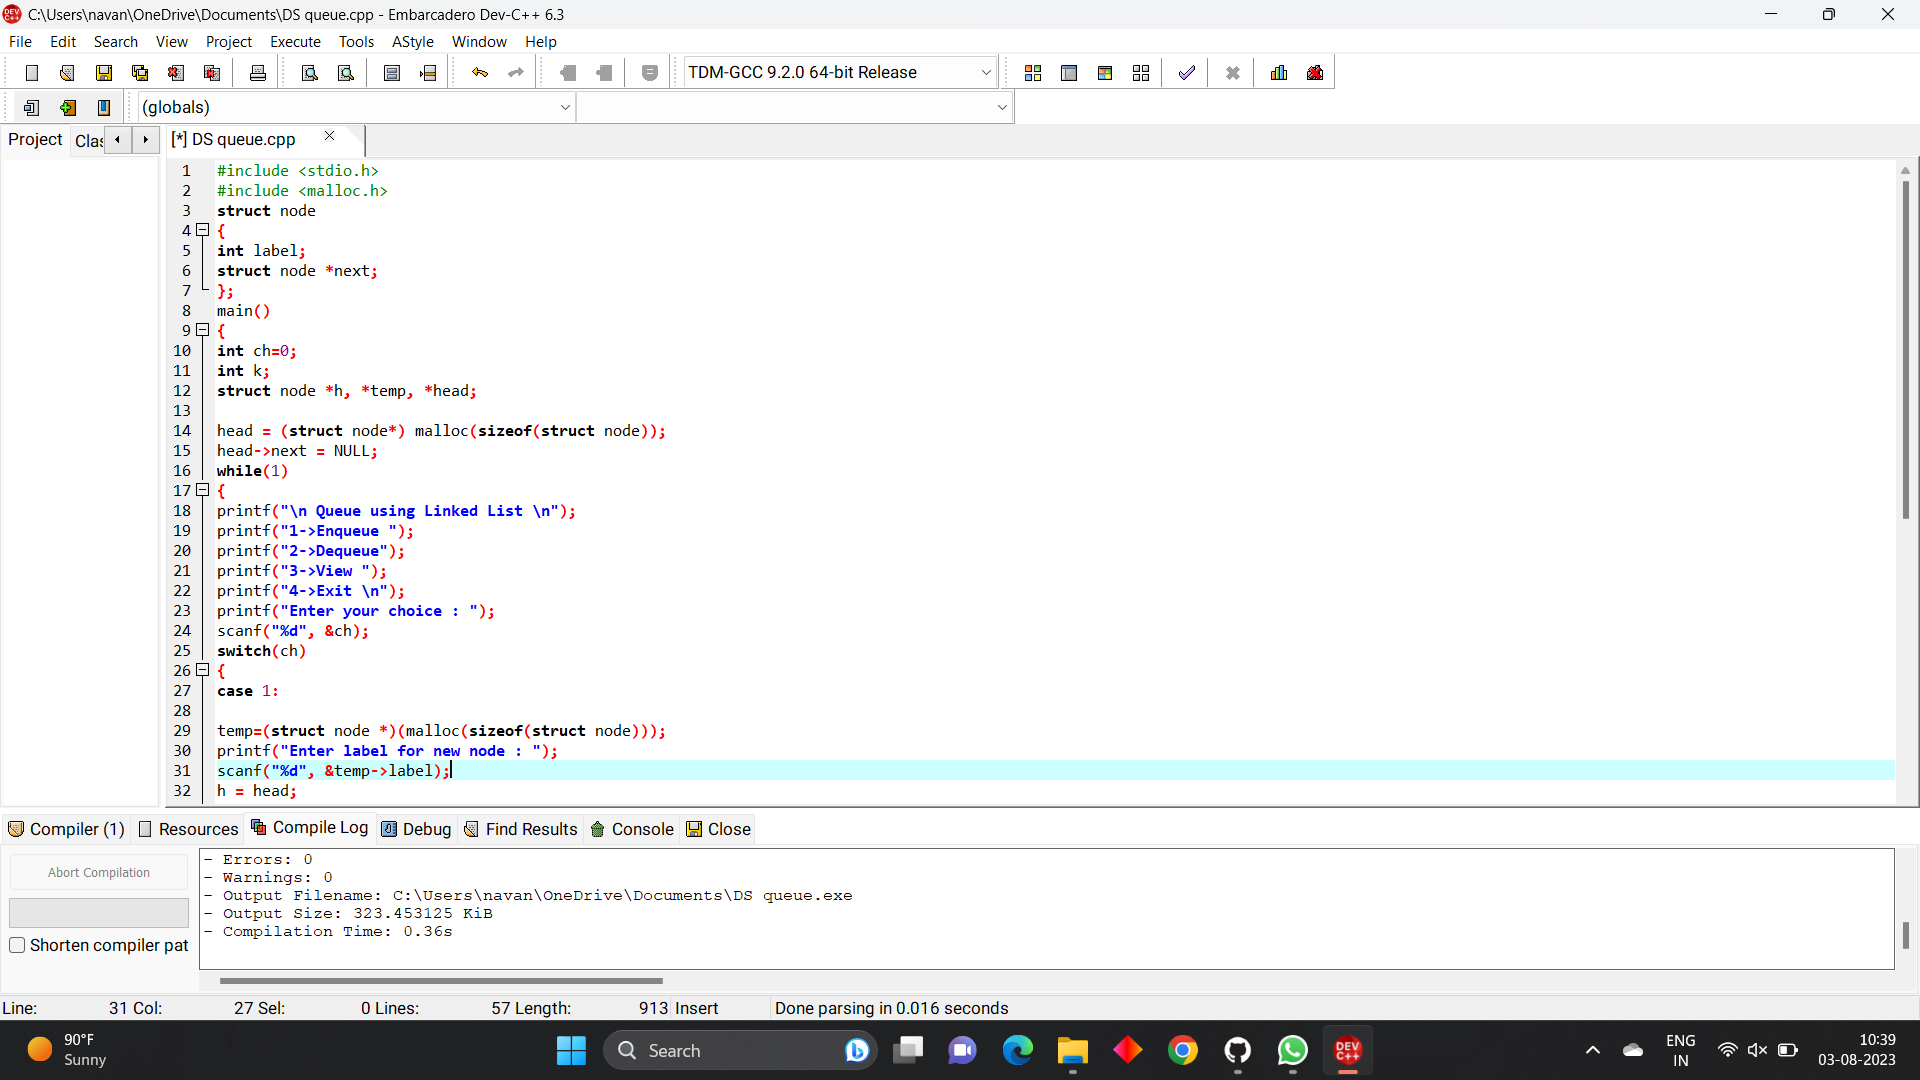 C:\Users\navan\OneDrive\Documents\DS queue.cpp - Embarcadero Dev-C++ 6.3
File Edit Search View Project Execute Tools AStyle Window Help
TDM-GCC 9.2.0 64-bit Release
(globals)
Project Clas [*] DS queue.cpp
1 #include <stdio.h>
2 #include <malloc.h>
3 struct node
4 {
5 int label;
6 struct node *next;
7 };
8 main()
9 {
10 int ch=0;
11 int k;
12 struct node *h, *temp, *head;
13
14 head = (struct node*) malloc(sizeof(struct node));
15 head->next = NULL;
16 while(1)
17 {
18 printf("\n Queue using Linked List \n");
19 printf("1->Enqueue ");
20 printf("2->Dequeue");
21 printf("3->View ");
22 printf("4->Exit \n");
23 printf("Enter your choice : ");
24 scanf("%d", &ch);
25 switch(ch)
26 {
27 case 1:
28
29 temp=(struct node *)(malloc(sizeof(struct node)));
30 printf("Enter label for new node : ");
31 scanf("%d", &temp->label);
32 h = head;
Compiler (1) Resources Compile Log Debug Find Results Console Close
Abort Compilation
Shorten compiler pat
- Errors: 0
- Warnings: 0
- Output Filename: C:\Users\navan\OneDrive\Documents\DS queue.exe
- Output Size: 323.453125 KiB
- Compilation Time: 0.36s
Line: 31 Col: 27 Sel: 0 Lines: 57 Length: 913 Insert Done parsing in 0.016 seconds
90°F
Sunny
Search
DEV
C++
ENG
IN
10:39
03-08-2023